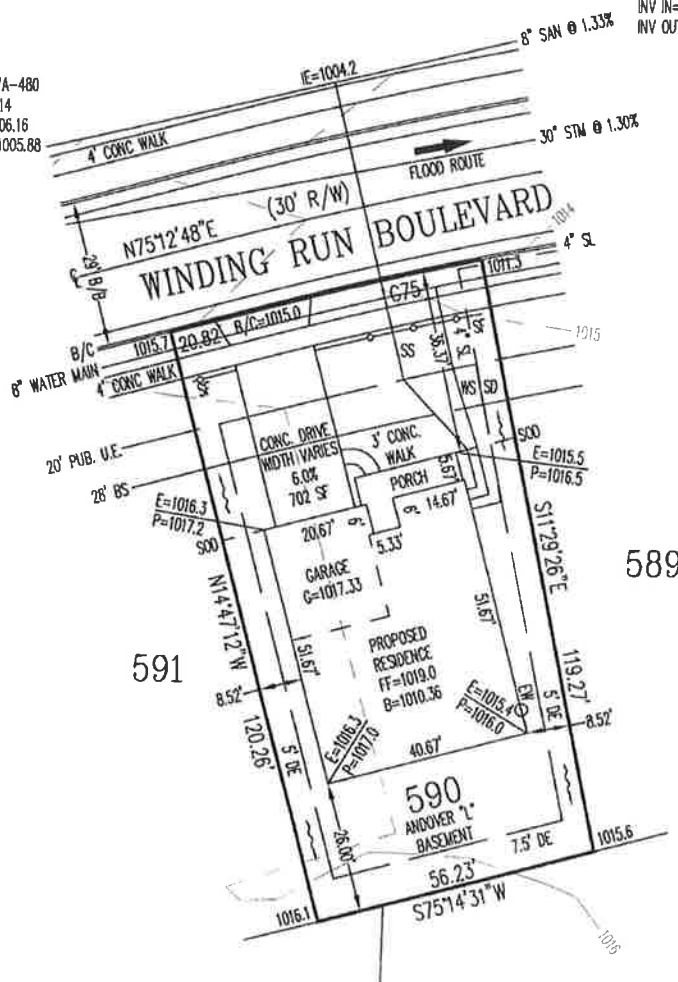 INV IN=
INV OUT
8" SAN @ 1.33%
IE=1004.2
A-480
14
06.16
1005.88
4' CONC WALK
30" STM @ 1.30%
FLOOD ROUTE
(30' R/W)
N75°12'48"E
29' B/B
WINDING RUN BOULEVARD
1014
4" SL
1015
B/C
1015.7
20.82
B/C=1015.0
C75
8" WATER MAIN
4' CONC WALK
36.37'
4" SL
SS
WS
SD
20' PUB. U.E.
28' BS
CONC. DRIVE
WIDTH VARIES
6.0%
702 SF
3' CONC.
WALK
PORCH
5.67'
SOD
E=1015.5
P=1016.5
E=1016.3
P=1017.2
SOD
20.67'
6'
5.33'
6'
14.67'
GARAGE
G=1017.33
S11°29'26"E
589
N14°47'12"W
591
51.67'
51.67'
PROPOSED
RESIDENCE
FF=1019.0
B=1010.36
119.27'
8.52'
120.26'
5' DE
E=1016.3
P=1017.0
E=1015.4
P=1016.0
EW
5' DE
8.52'
40.67'
590
ANDOVER "L"
BASEMENT
26.00'
7.5' DE
1015.6
56.23'
S75°14'31"W
1016.1
1016